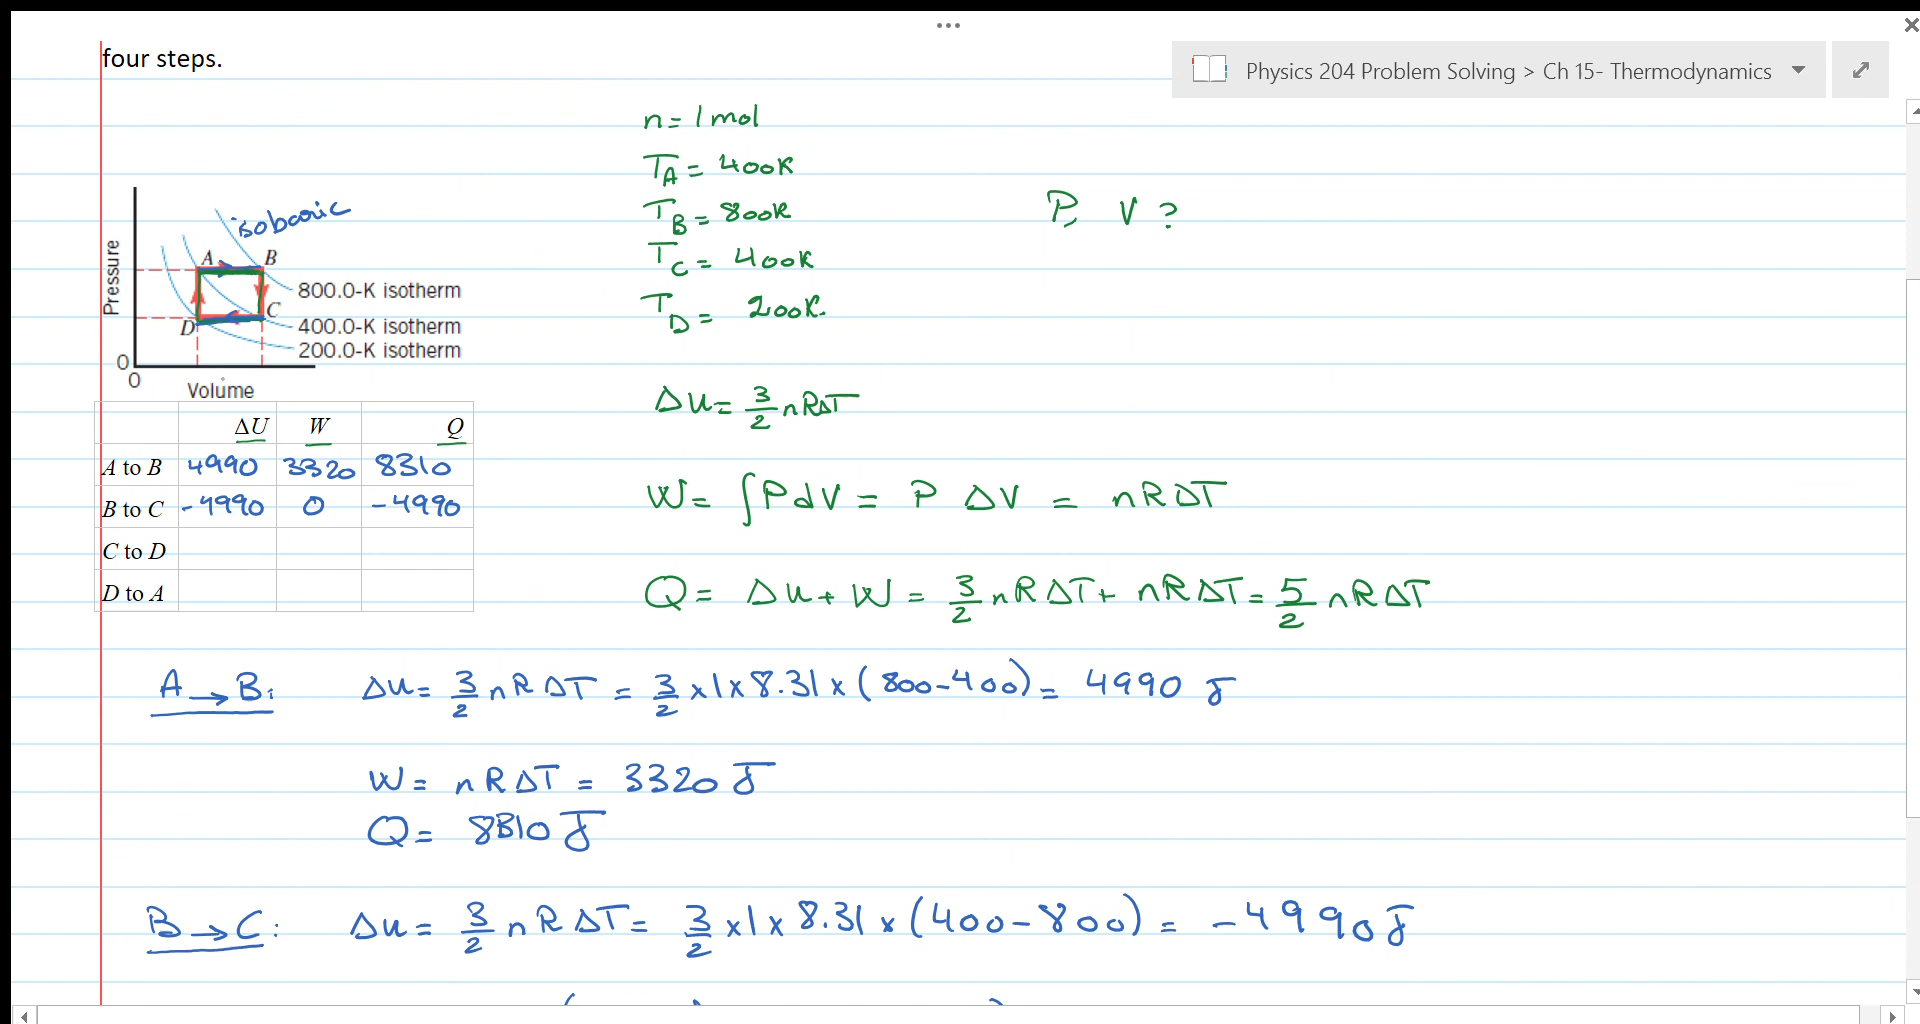 four steps.
Physics 204 Problem Solving > Ch 15- Thermodynamics
n = 1 mol
T_A = 400K
T_B = 800K
T_C = 400K
T_D = 200K.
P, V ?
isobaric
Pressure
A
B
C
D
800.0-K isotherm
400.0-K isotherm
200.0-K isotherm
0
0
Volume
ΔU W Q
A to B 4990 3320 8310
B to C -4990 0 -4990
C to D
D to A
Δu = 3/2 nRΔT
W = ∫PdV = P ΔV = nRΔT
Q = Δu + W = 3/2 nRΔT + nRΔT = 5/2 nRΔT
A → B: Δu = 3/2 nRΔT = 3/2 x 1 x 8.31 x (800-400) = 4990 J
W = nRΔT = 3320 J
Q = 8310 J
B → C: Δu = 3/2 nRΔT = 3/2 x 1 x 8.31 x (400-800) = -4990 J